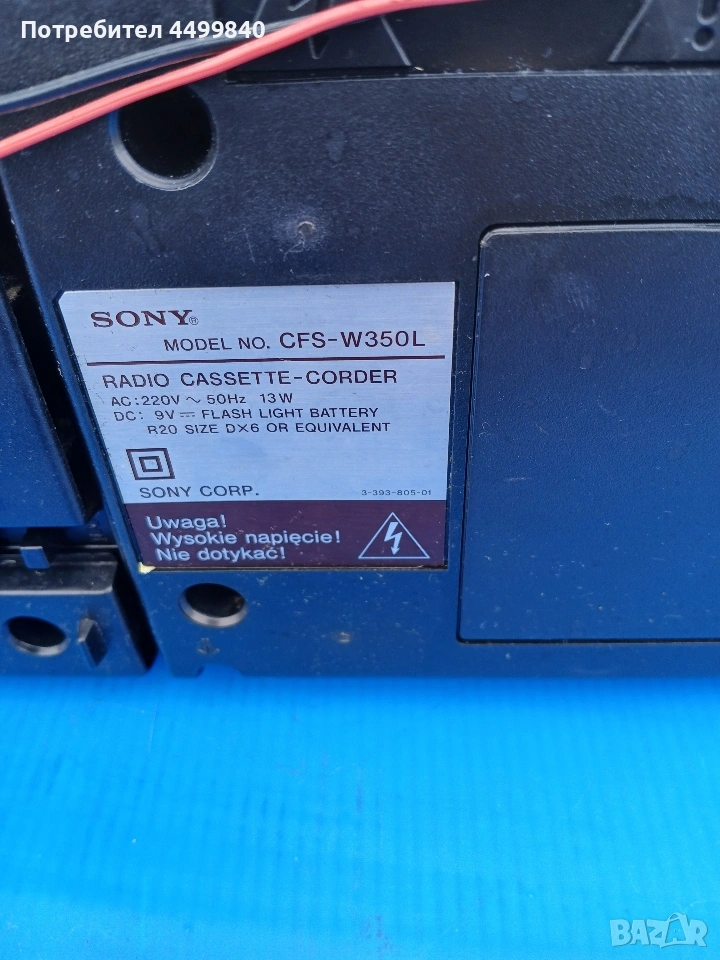 Потребител 4499840
SONY®
MODEL NO. CFS-W350L
RADIO CASSETTE-CORDER
AC:220V ~ 50Hz 13W
DC: 9V ⎓ FLASH LIGHT BATTERY
R20 SIZE D×6 OR EQUIVALENT
SONY CORP. 3-393-805-01
Uwaga!
Wysokie napięcie!
Nie dotykać!
BAZAR